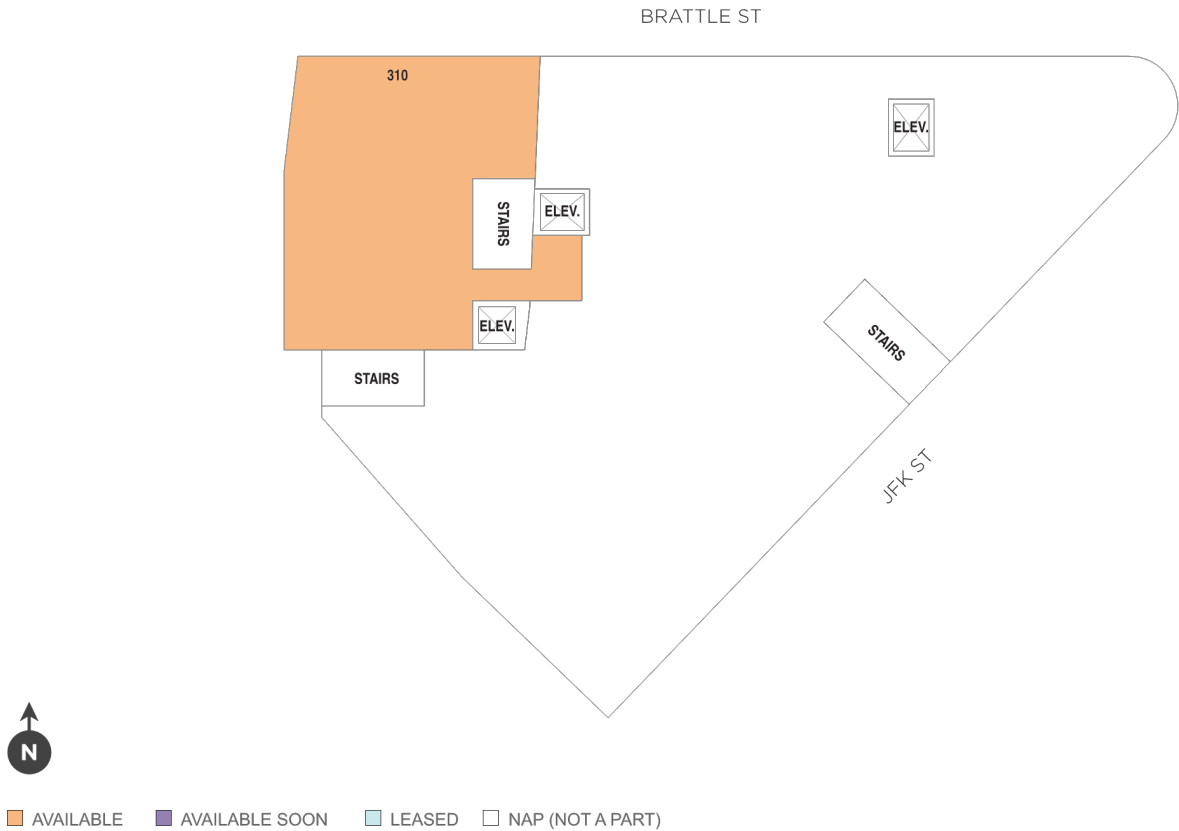 BRATTLE ST
310
ELEV.
STAIRS
ELEV.
ELEV.
STAIRS
STAIRS
JFK ST
N
AVAILABLE
AVAILABLE SOON
LEASED
NAP (NOT A PART)